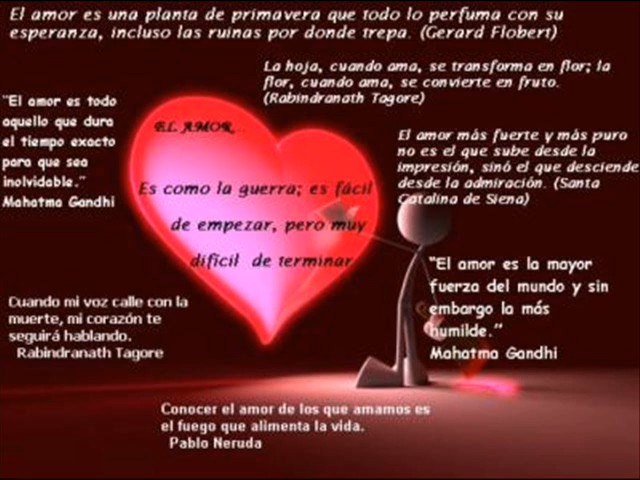 El amor es una planta de primavera que todo lo perfuma con su
esperanza, incluso las ruinas por donde trepa. (Gerard Flobert)
La hoja, cuando ama, se transforma en flor; la
flor, cuando ama, se convierte en fruto.
(Rabindranath Tagore)
"El amor es todo
aquello que dura
el tiempo exacto
para que sea
inolvidable."
Mahatma Gandhi
EL AMOR...
Es como la guerra; es fácil
de empezar, pero muy
difícil de terminar
El amor más fuerte y más puro
no es el que sube desde la
impresión, sinó el que desciende
desde la admiración. (Santa
Catalina de Siena)
"El amor es la mayor
fuerza del mundo y sin
embargo la más
humilde."
Mahatma Gandhi
Cuando mi voz calle con la
muerte, mi corazón te
seguirá hablando.
Rabindranath Tagore
Conocer el amor de los que amamos es
el fuego que alimenta la vida.
Pablo Neruda